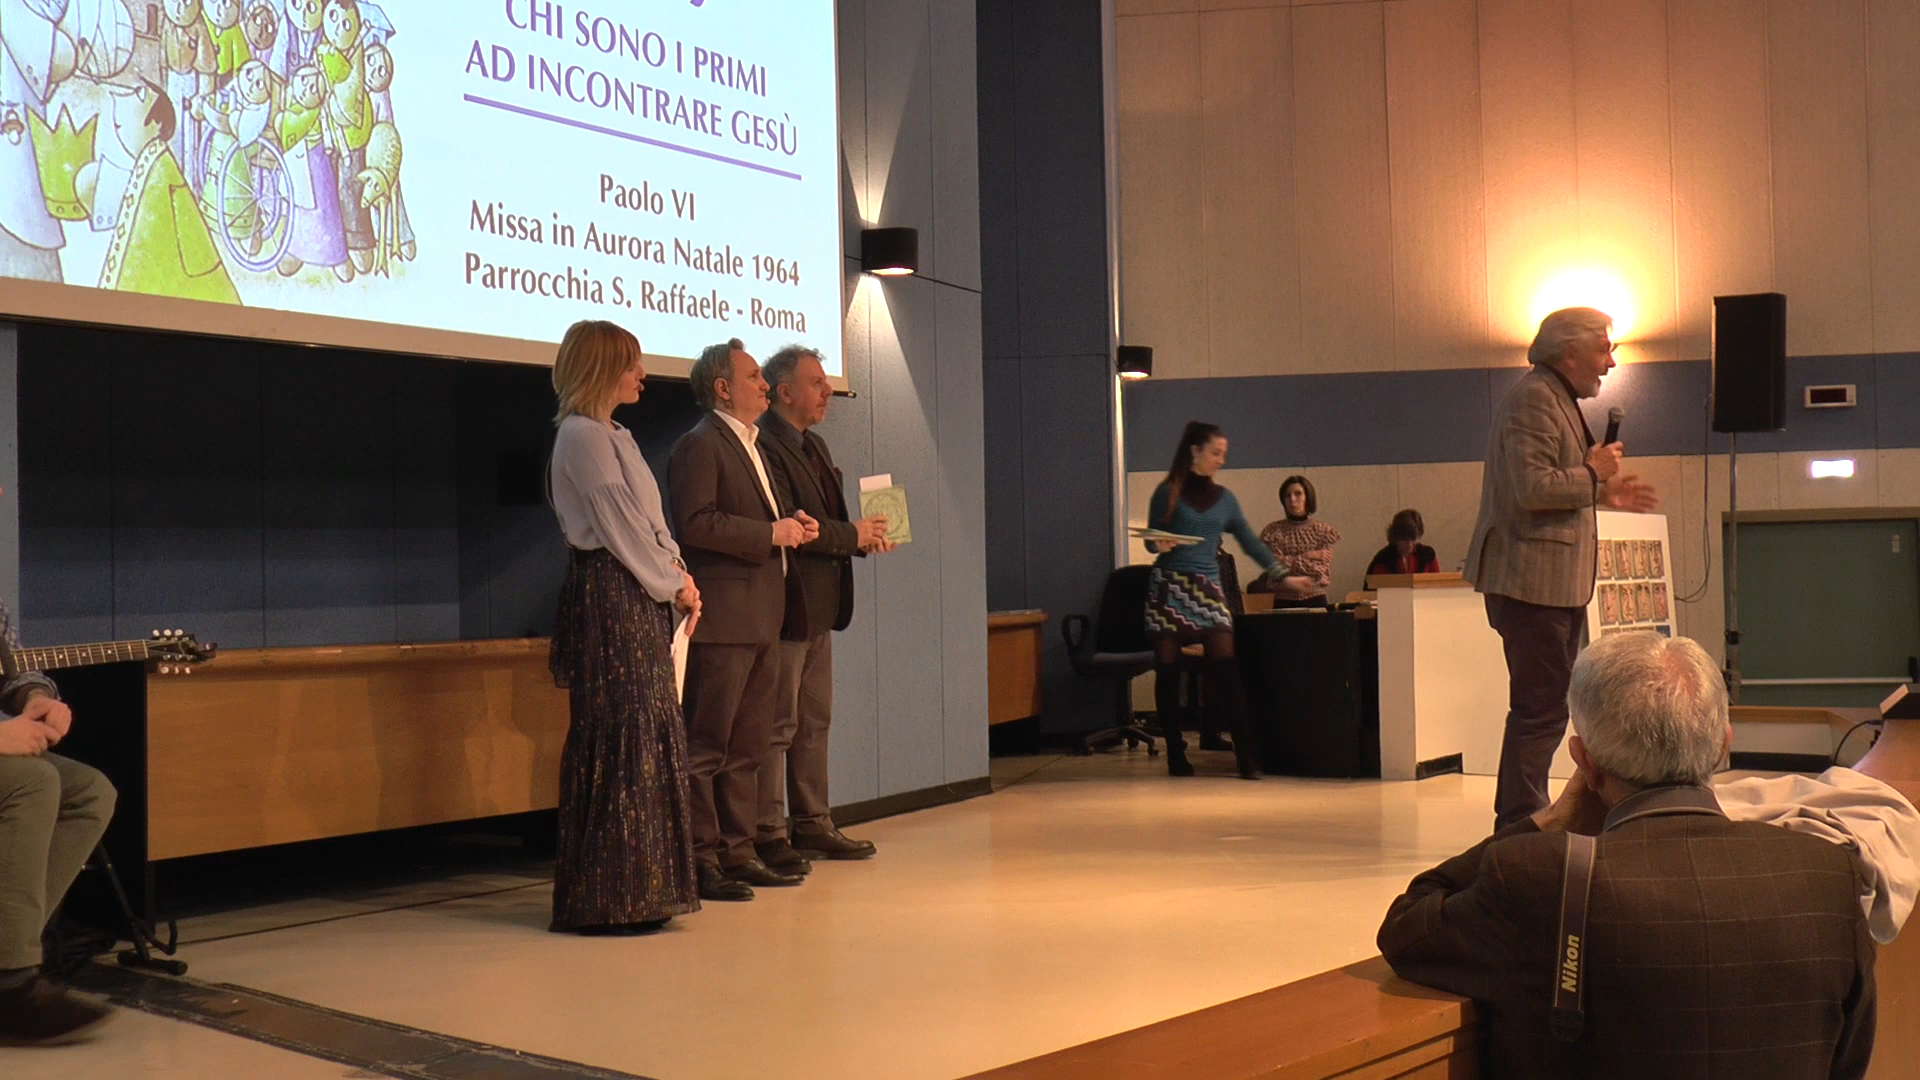 CHI SONO I PRIMI
AD INCONTRARE GESÙ
Paolo VI
Missa in Aurora Natale 1964
Parrocchia S. Raffaele - Roma
Nikon